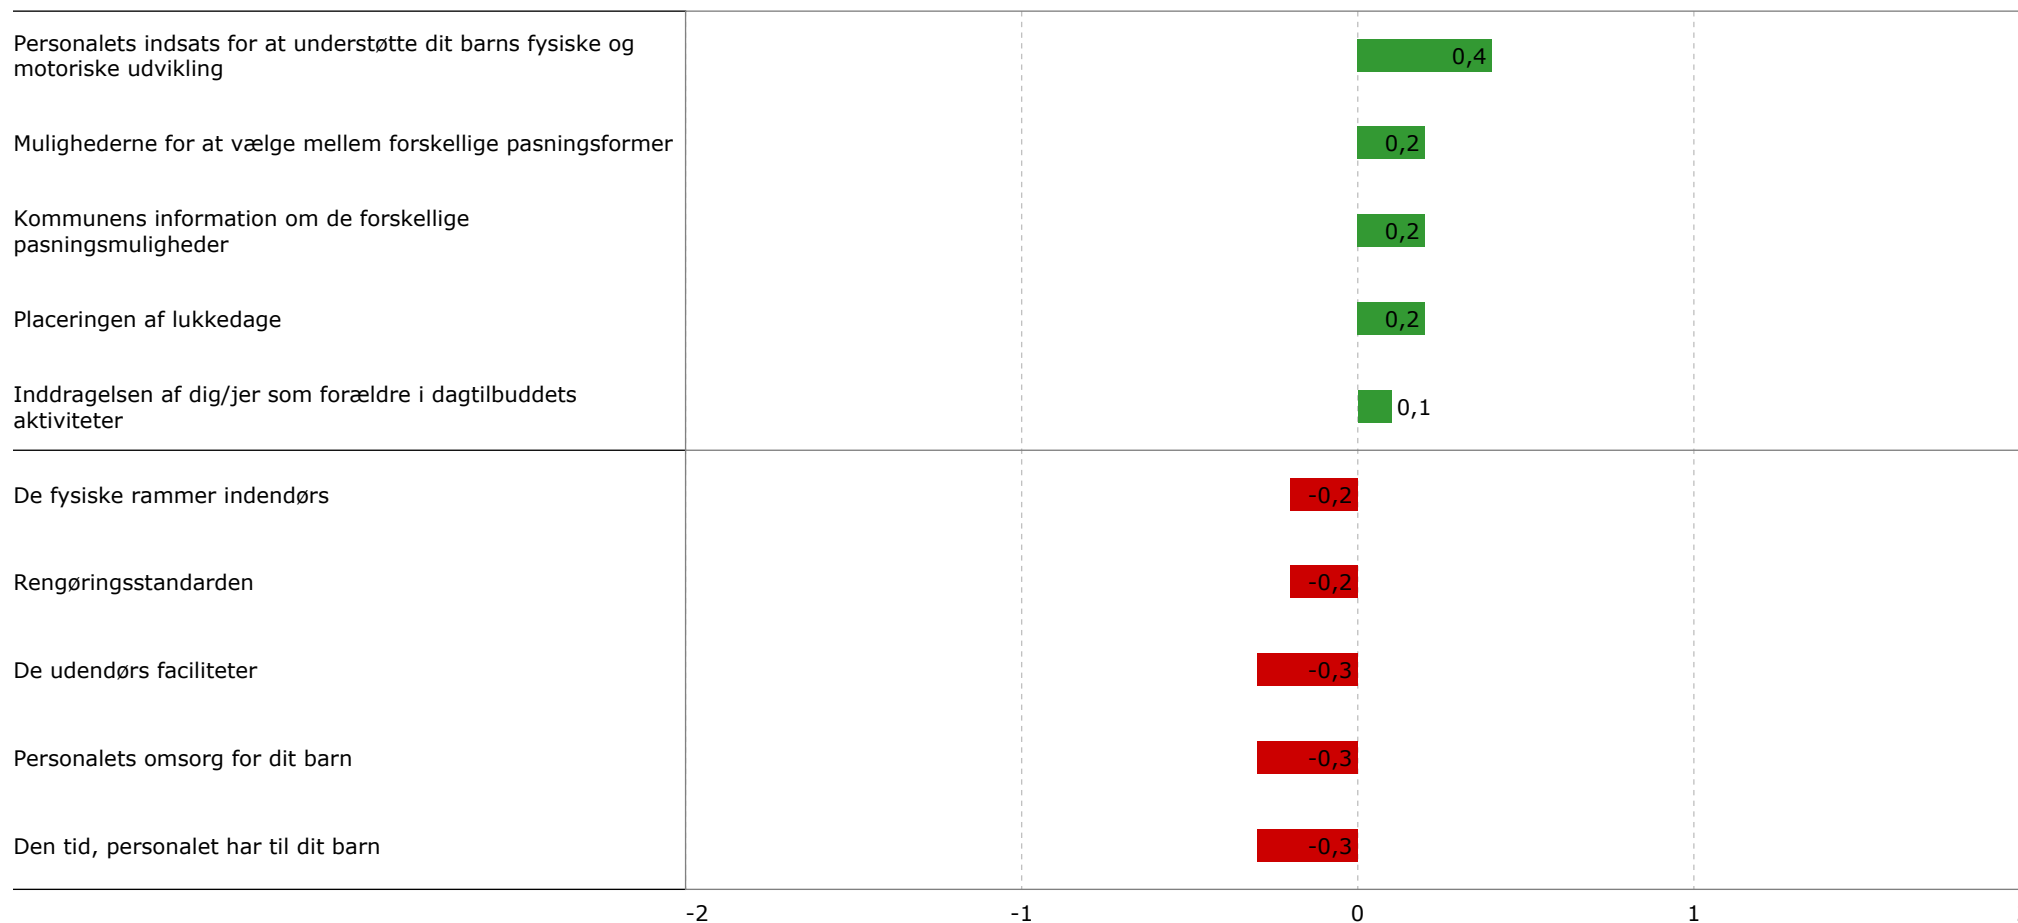 Personalets indsats for at understøtte dit barns fysiske og
motoriske udvikling
0,4
Mulighederne for at vælge mellem forskellige pasningsformer
0,2
Kommunens information om de forskellige
pasningsmuligheder
0,2
Placeringen af lukkedage
0,2
Inddragelsen af dig/jer som forældre i dagtilbuddets
aktiviteter
0,1
De fysiske rammer indendørs
-0,2
Rengøringsstandarden
-0,2
De udendørs faciliteter
-0,3
Personalets omsorg for dit barn
-0,3
Den tid, personalet har til dit barn
-0,3
-2 -1 0 1